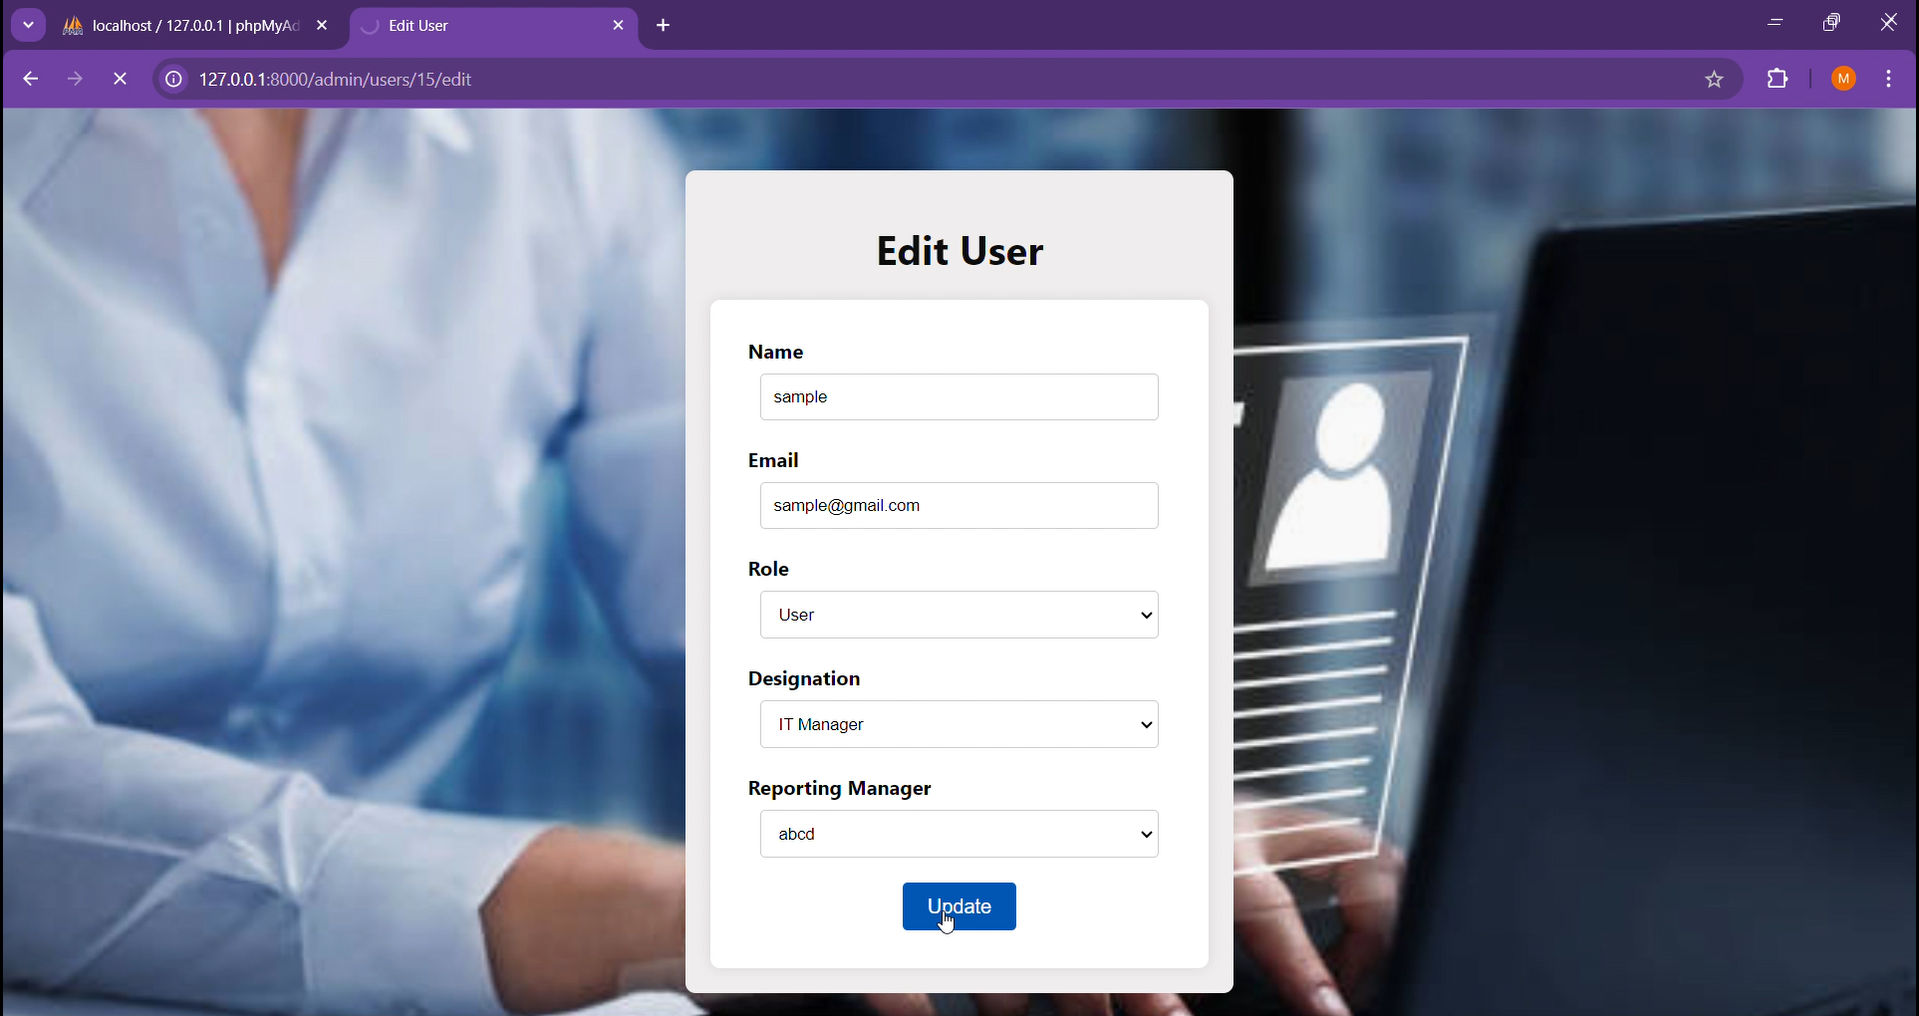 localhost / 127.0.0.1 | phpMyAd
Edit User
127.0.0.1:8000/admin/users/15/edit
M
Edit User
Name
sample
Email
sample@gmail.com
Role
User
Designation
IT Manager
Reporting Manager
abcd
Update